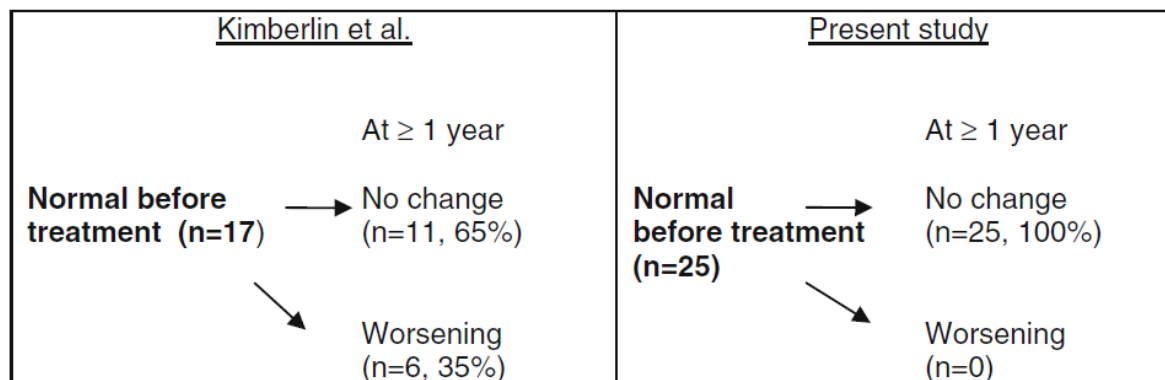 Kimberlin et al.
At ≥ 1 year
Normal before
treatment (n=17)
No change
(n=11, 65%)
Worsening
(n=6, 35%)
Present study
At ≥ 1 year
Normal
before treatment
(n=25)
No change
(n=25, 100%)
Worsening
(n=0)